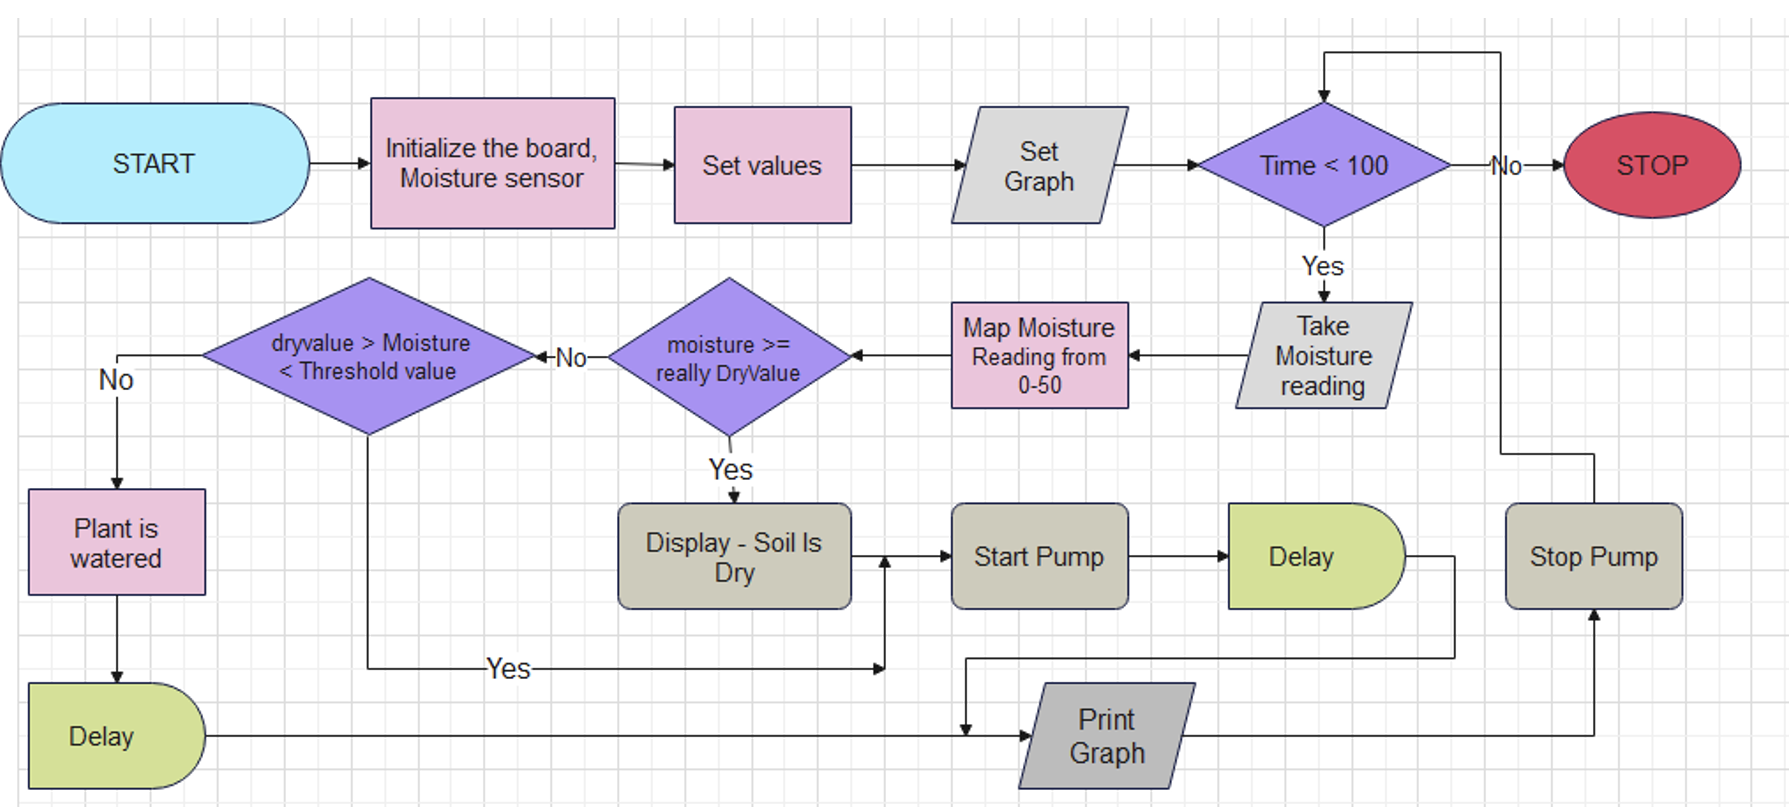 START
Initialize the board,
Moisture sensor
Set values
Set
Graph
Time < 100
No
STOP
Yes
dryvalue > Moisture
< Threshold value
No
moisture >=
really DryValue
Map Moisture
Reading from
0-50
Take
Moisture
reading
No
Yes
Plant is
watered
Display - Soil Is
Dry
Start Pump
Delay
Stop Pump
Yes
Delay
Print
Graph